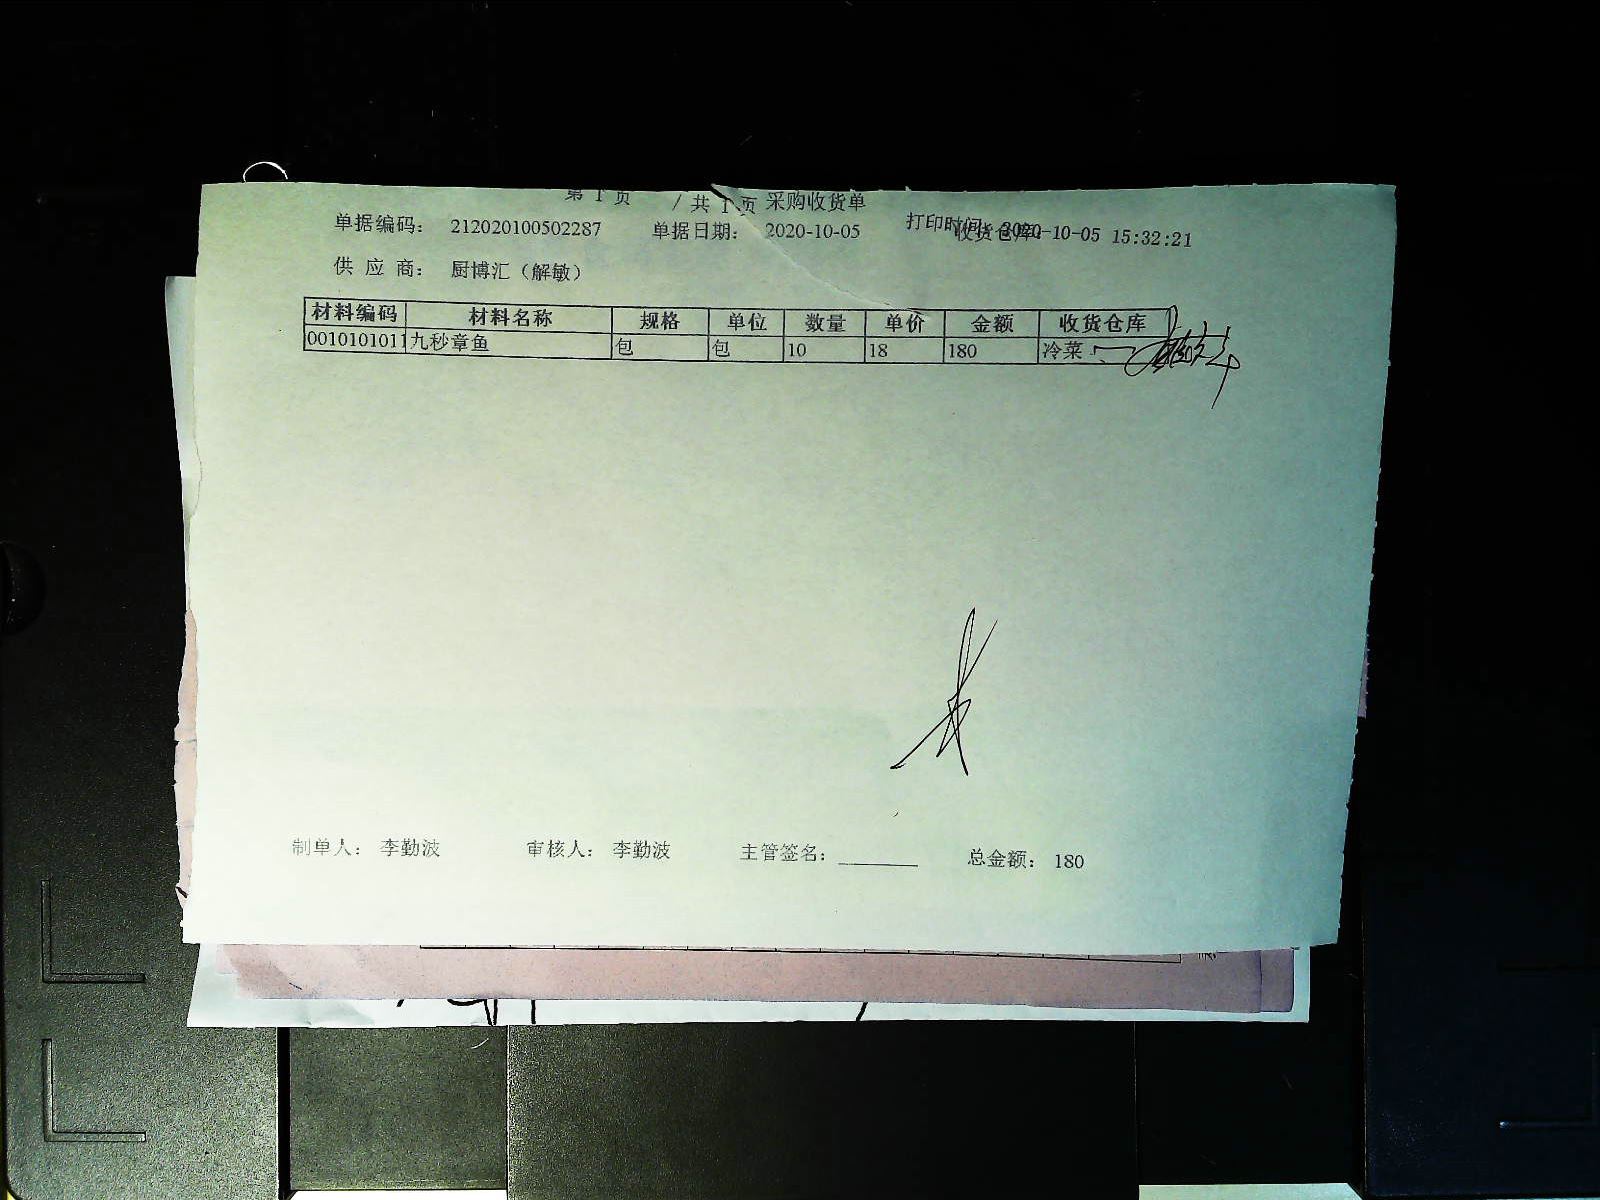 第 1 页 / 共 1 页 采购收货单
单据编码： 212020100502287 单据日期： 2020-10-05 收货仓库： 打印时间：2020-10-05 15:32:21
供 应 商： 厨博汇（解敏）
材料编码 材料名称 规格 单位 数量 单价 金额 收货仓库
0010101011 九秒章鱼 包 包 10 18 180 冷菜
制单人： 李勤波 审核人： 李勤波 主管签名：________ 总金额： 180